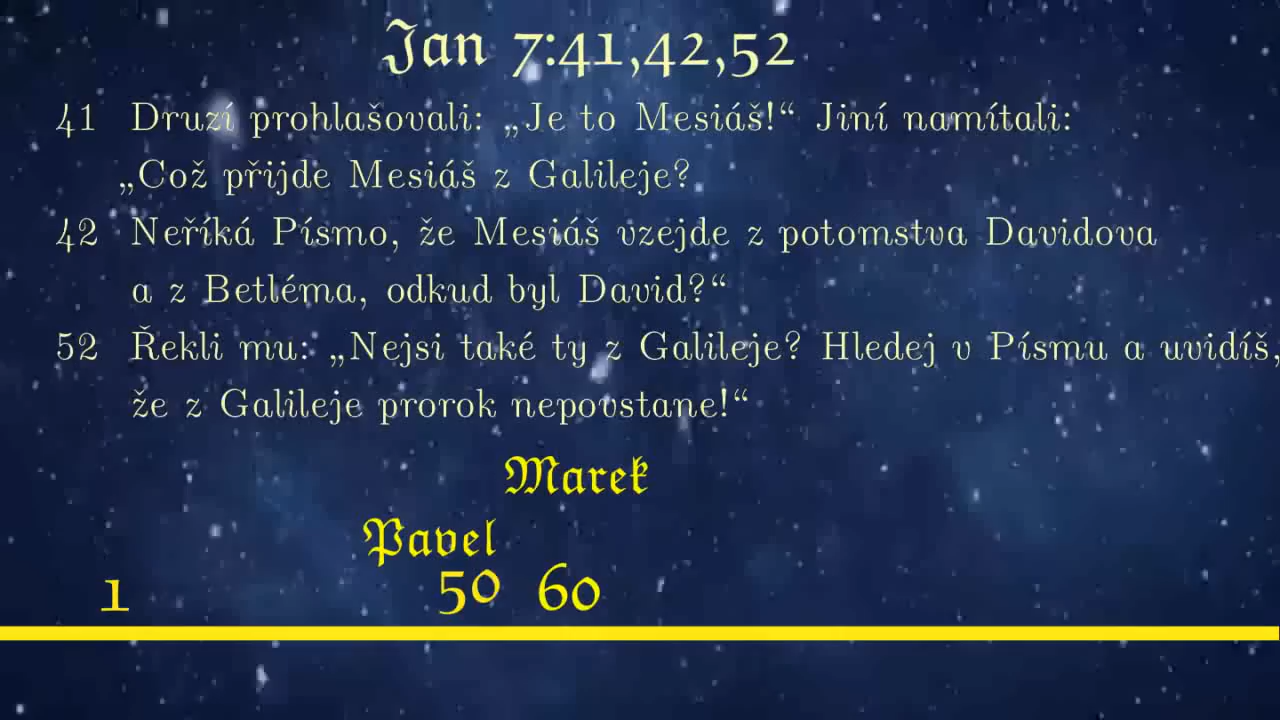 Jan 7:41,42,52
41 Druzí prohlašovali: „Je to Mesiáš!“ Jiní namítali:
„Což přijde Mesiáš z Galileje?
42 Neříká Písmo, že Mesiáš vzejde z potomstva Davidova
a z Betléma, odkud byl David?“
52 Řekli mu: „Nejsi také ty z Galileje? Hledej v Písmu a uvidíš,
že z Galileje prorok nepovstane!“
Marek
Pavel
1 50 60